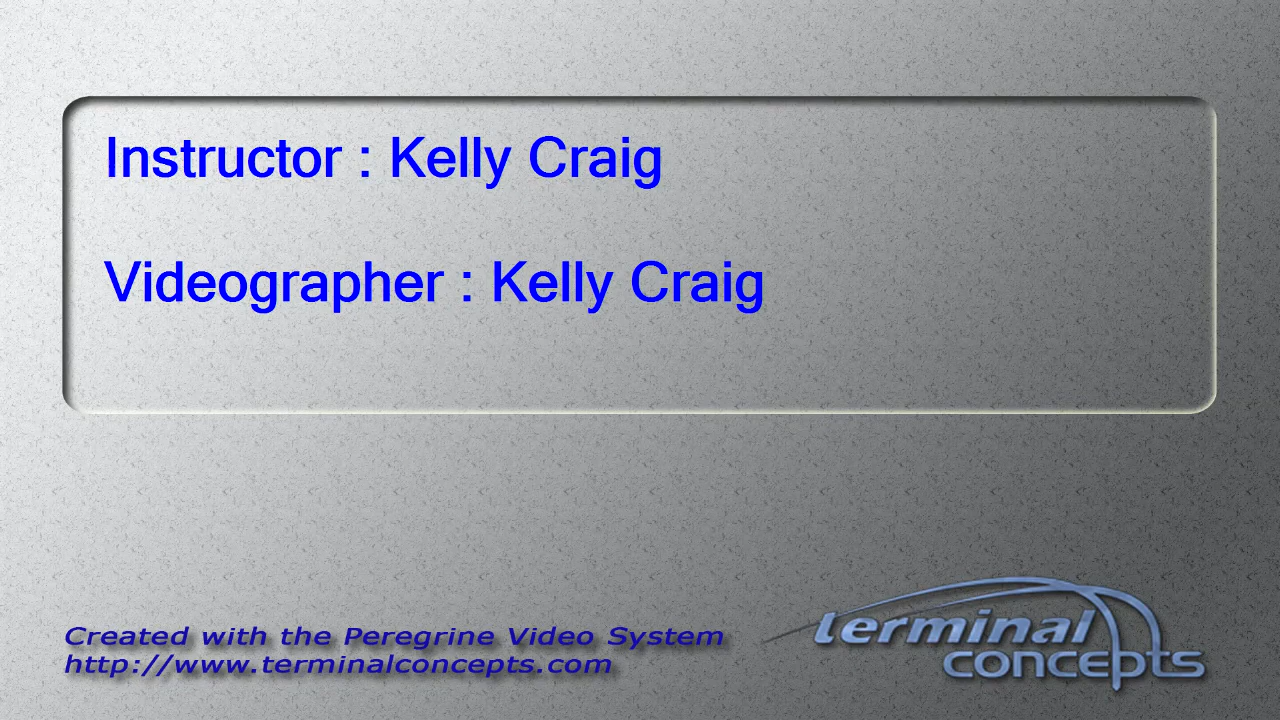 Instructor : Kelly Craig
Videographer : Kelly Craig
Created with the Peregrine Video System
http://www.terminalconcepts.com
terminal
concepts